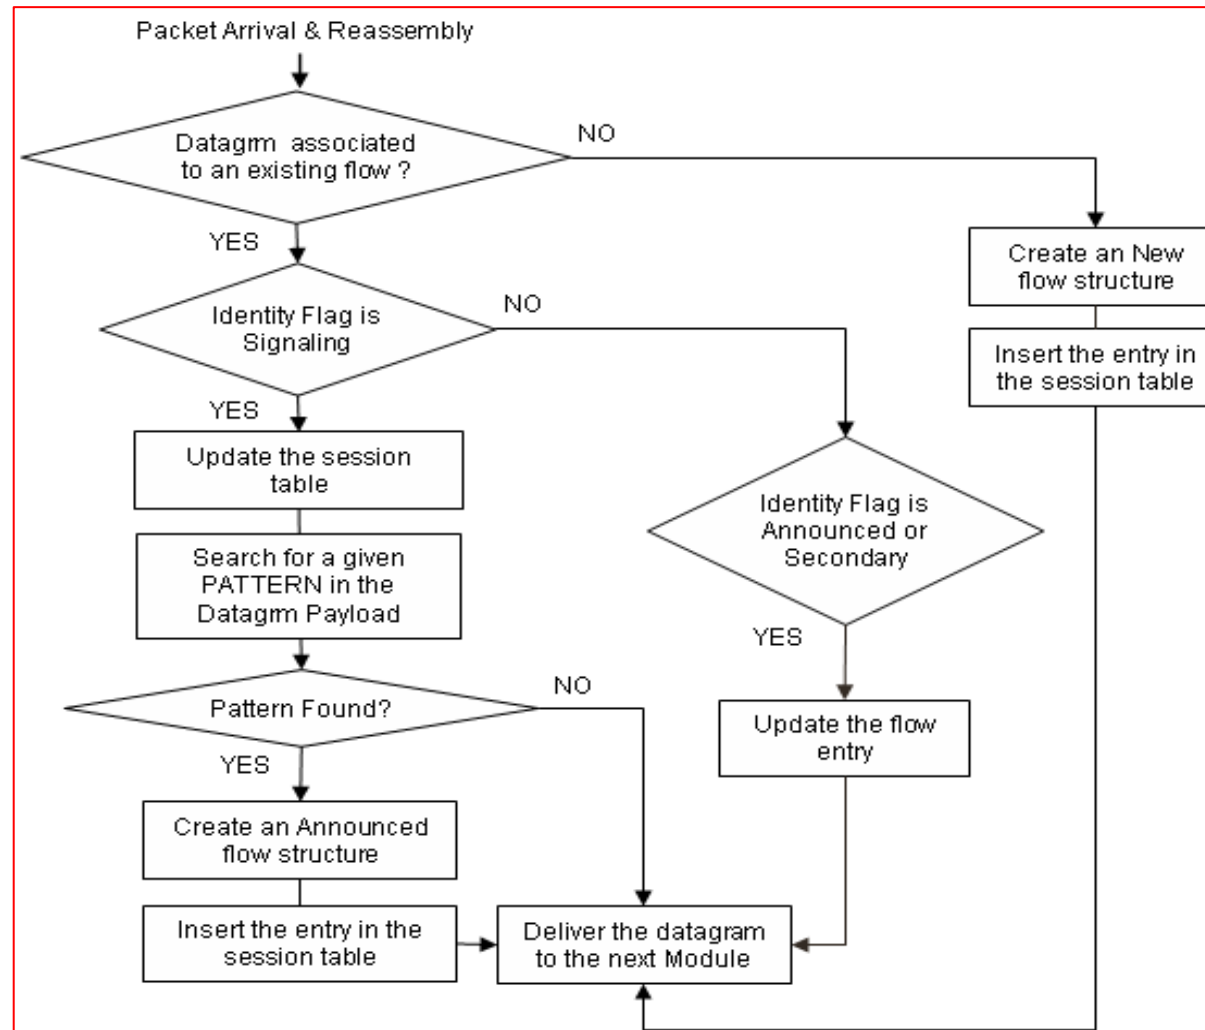 Packet Arrival & Reassembly
Datagrm associated
to an existing flow ?
NO
YES
Create an New
flow structure
Identity Flag is
Signaling
NO
Insert the entry in
the session table
YES
Update the session
table
Identity Flag is
Announced or
Secondary
Search for a given
PATTERN in the
Datagrm Payload
YES
Pattern Found?
NO
Update the flow
entry
YES
Create an Announced
flow structure
Insert the entry in the
session table
Deliver the datagram
to the next Module